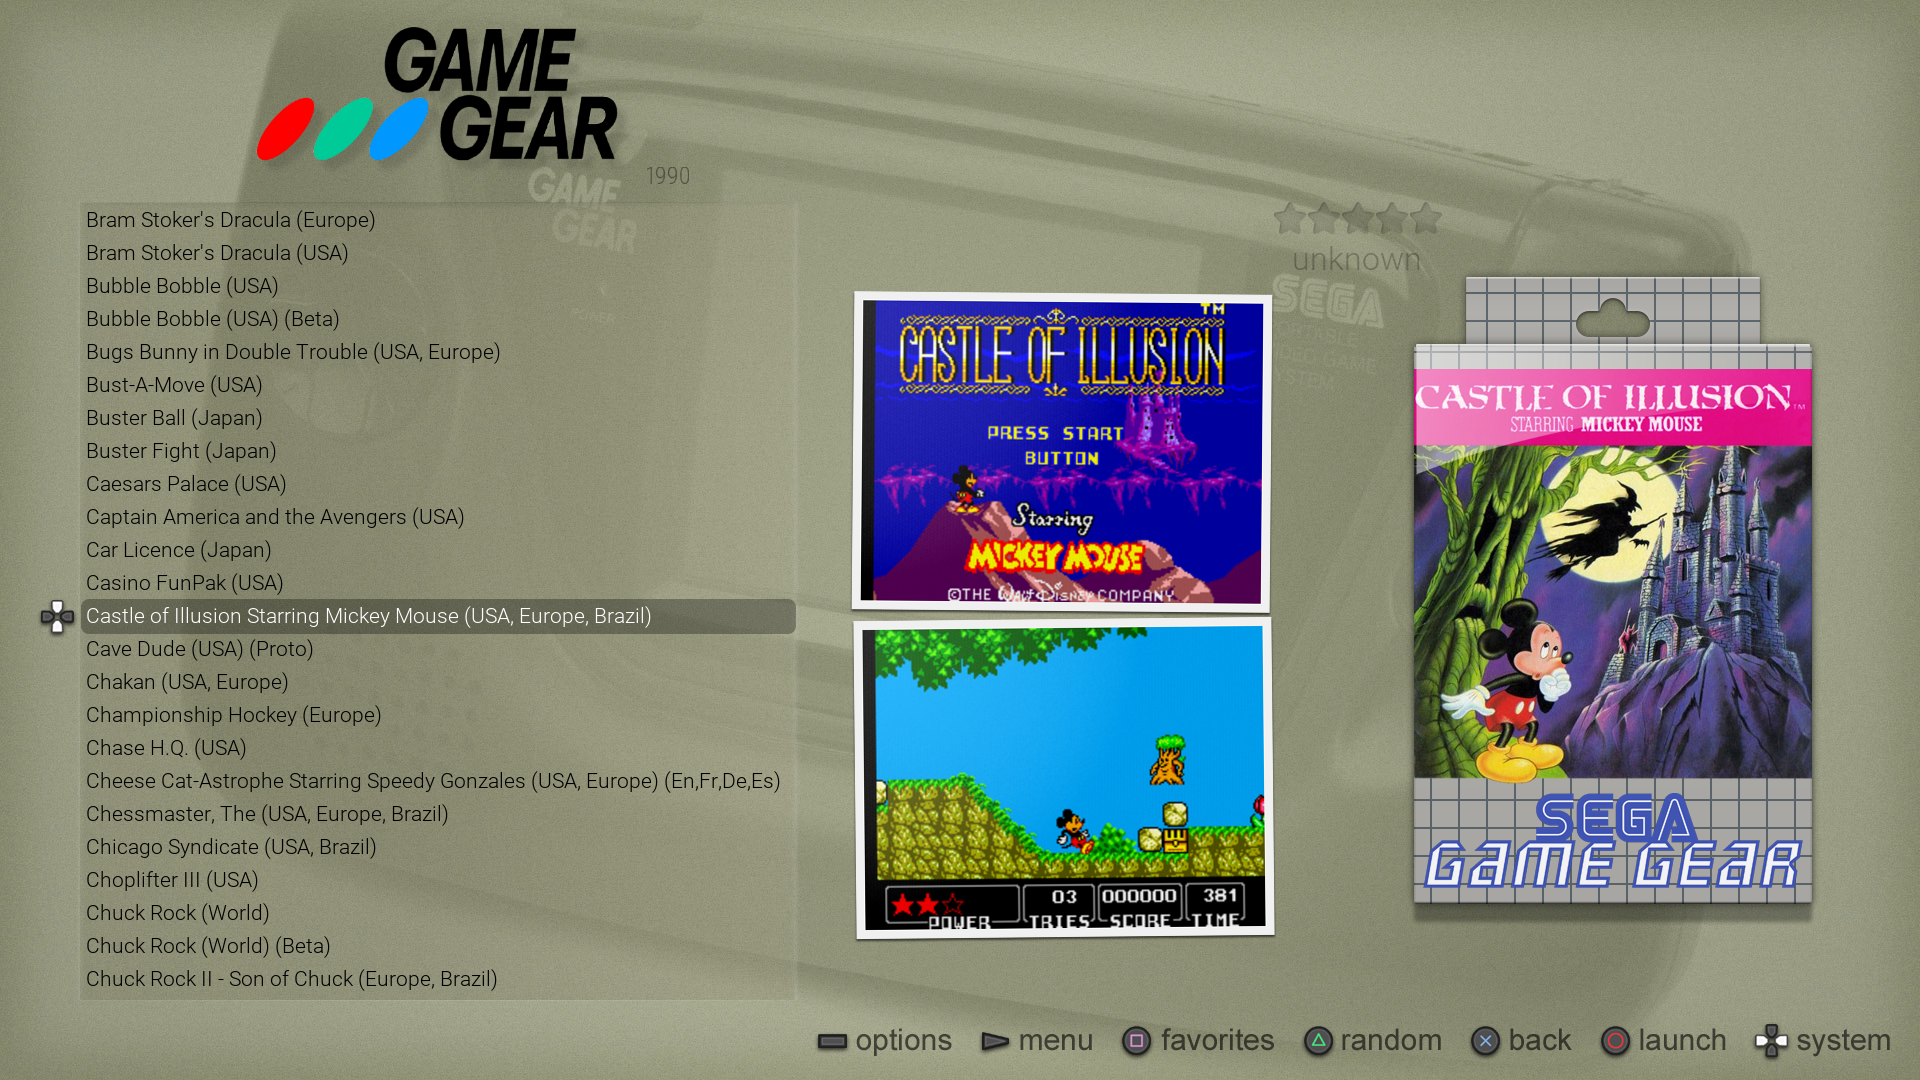 GAME
GEAR
1990
GAME
GEAR
Bram Stoker's Dracula (Europe)
Bram Stoker's Dracula (USA)
Bubble Bobble (USA)
Bubble Bobble (USA) (Beta)
Bugs Bunny in Double Trouble (USA, Europe)
Bust-A-Move (USA)
Buster Ball (Japan)
Buster Fight (Japan)
Caesars Palace (USA)
Captain America and the Avengers (USA)
Car Licence (Japan)
Casino FunPak (USA)
Castle of Illusion Starring Mickey Mouse (USA, Europe, Brazil)
Cave Dude (USA) (Proto)
Chakan (USA, Europe)
Championship Hockey (Europe)
Chase H.Q. (USA)
Cheese Cat-Astrophe Starring Speedy Gonzales (USA, Europe) (En,Fr,De,Es)
Chessmaster, The (USA, Europe, Brazil)
Chicago Syndicate (USA, Brazil)
Choplifter III (USA)
Chuck Rock (World)
Chuck Rock (World) (Beta)
Chuck Rock II - Son of Chuck (Europe, Brazil)
unknown
SEGA
TM
CASTLE OF ILLUSION
PRESS START
BUTTON
Starring
MICKEY MOUSE
©THE Walt Disney COMPANY
03 000000 381
POWER TRIES SCORE TIME
CASTLE OF ILLUSION™
STARRING MICKEY MOUSE
SEGA
GAME GEAR
options menu favorites random back launch system